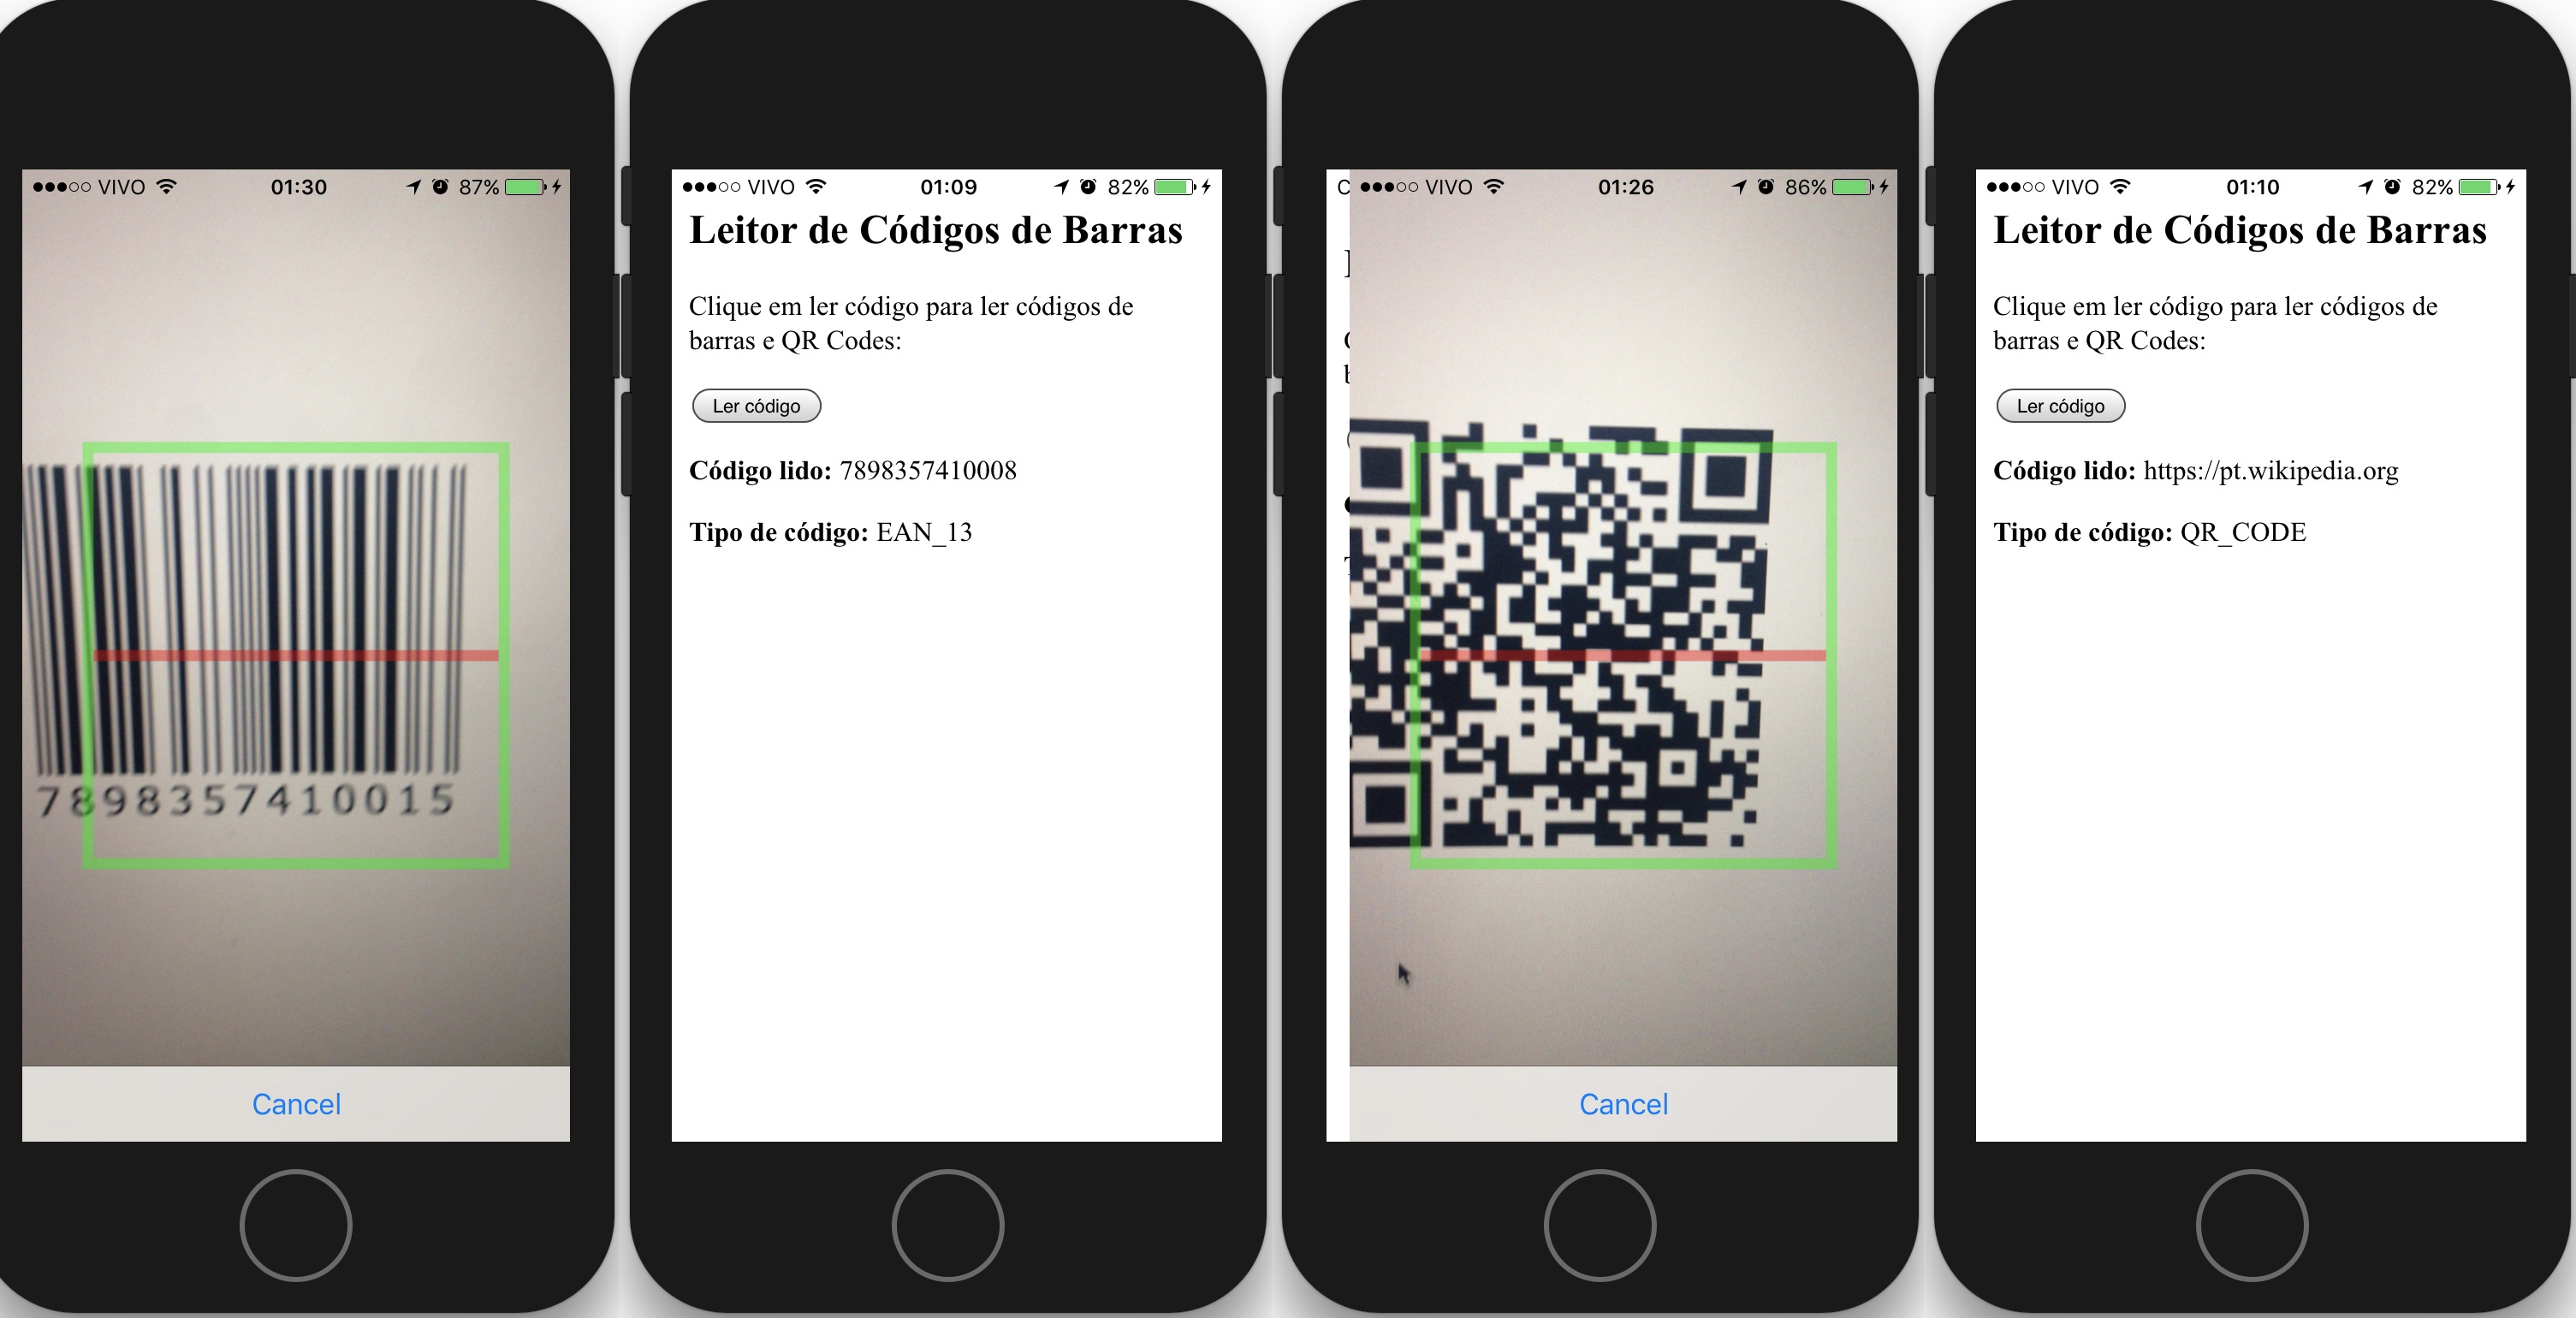 VIVO 01:30 87%
7898357410015
Cancel
VIVO 01:09 82%
Leitor de Códigos de Barras
Clique em ler código para ler códigos de
barras e QR Codes:
Ler código
Código lido: 7898357410008
Tipo de código: EAN_13
C VIVO 01:26 86%
Cancel
VIVO 01:10 82%
Leitor de Códigos de Barras
Clique em ler código para ler códigos de
barras e QR Codes:
Ler código
Código lido: https://pt.wikipedia.org
Tipo de código: QR_CODE